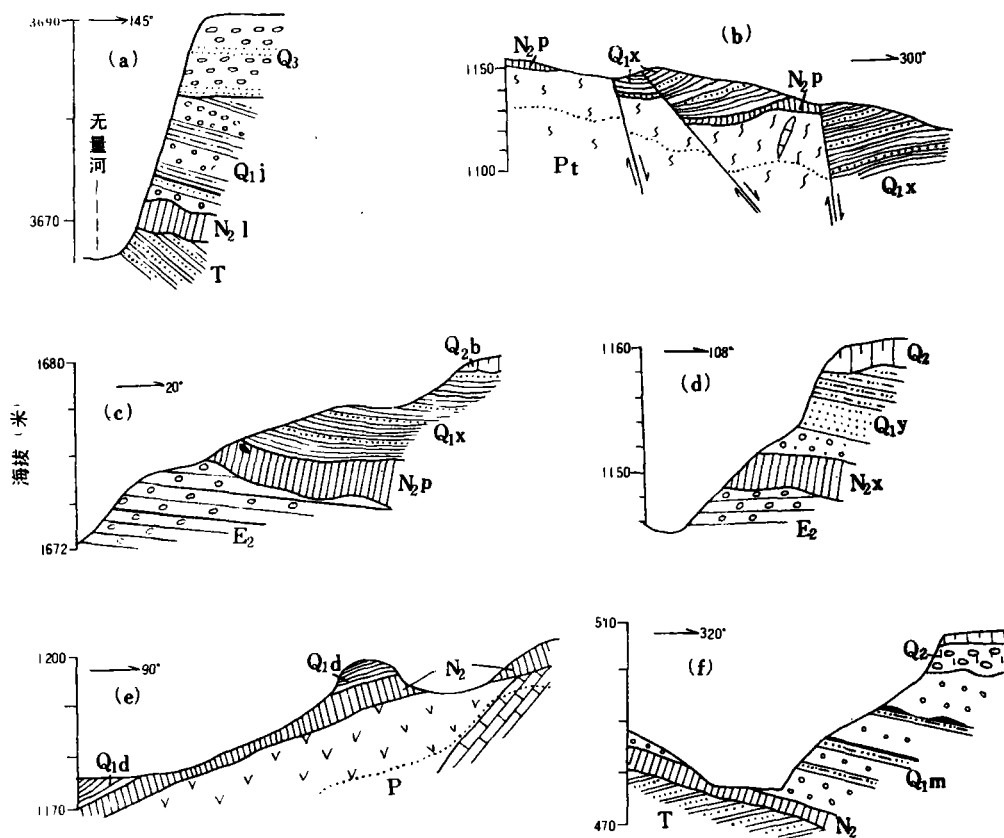 3690
145°
(a)
Q₃
无量河
Q₁j
3670
N₂l
T
(b)
N₂p
Q₁x
300°
1150
N₂p
1100
Pt
Q₁x
海拔(米)
1680
20°
Q₂b
(c)
Q₁x
N₂p
E₂
1672
1160
108°
Q₂
(d)
Q₁y
1150
N₂x
E₂
1200
90°
Q₁d
N₂
(e)
Q₁d
P
1170
510
320°
(f)
Q₂
Q₁m
T
N₂
470